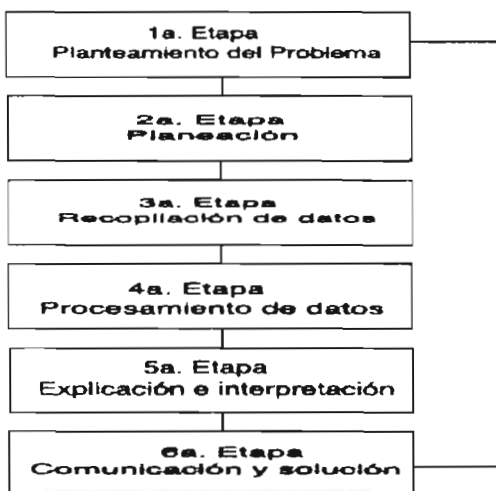 1a. Etapa
Planteamiento del Problema
2a. Etapa
Planeación
3a. Etapa
Recopilación de datos
4a. Etapa
Procesamiento de datos
5a. Etapa
Explicación e interpretación
6a. Etapa
Comunicación y solución